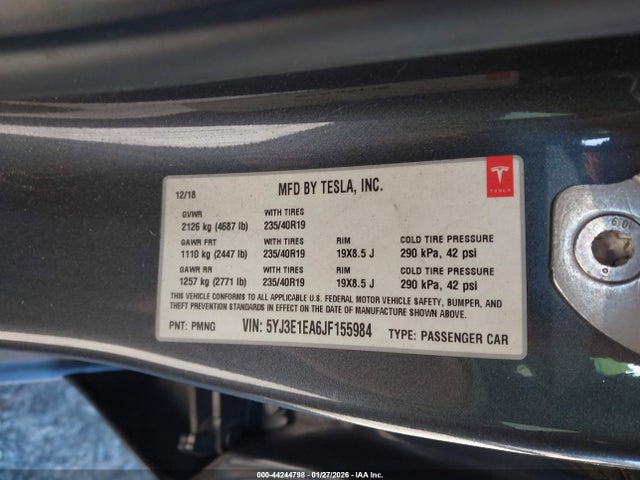 12/18 MFD BY TESLA, INC.
TESLA
GVWR WITH TIRES
2126 kg (4687 lb) 235/40R19
GAWR FRT WITH TIRES RIM COLD TIRE PRESSURE
1110 kg (2447 lb) 235/40R19 19X8.5 J 290 kPa, 42 psi
GAWR RR WITH TIRES RIM COLD TIRE PRESSURE
1257 kg (2771 lb) 235/40R19 19X8.5 J 290 kPa, 42 psi
THIS VEHICLE CONFORMS TO ALL APPLICABLE U.S. FEDERAL MOTOR VEHICLE SAFETY, BUMPER, AND
THEFT PREVENTION STANDARDS IN EFFECT ON THE DATE OF MANUFACTURE SHOWN ABOVE.
PNT: PMNG VIN: 5YJ3E1EA6JF155984 TYPE: PASSENGER CAR
000-44244798 - 01/27/2026 - IAA Inc.